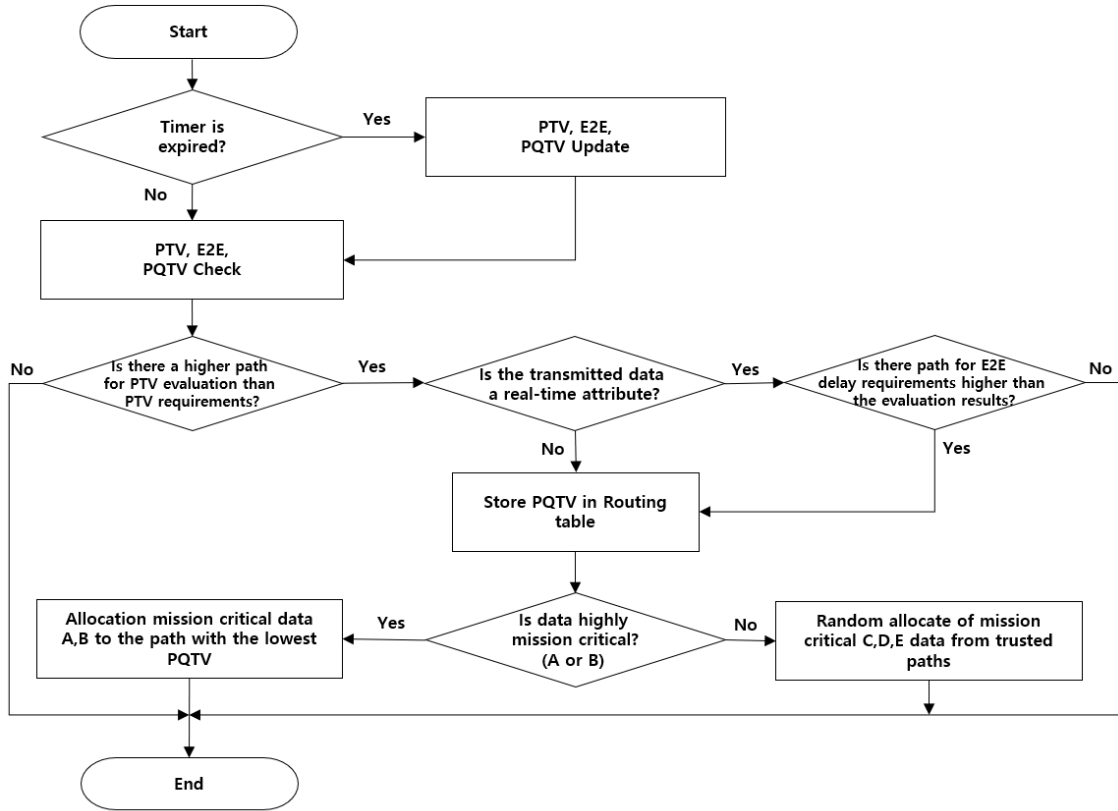 Start
Timer is
expired?
Yes
PTV, E2E,
PQTV Update
No
PTV, E2E,
PQTV Check
No
Is there a higher path
for PTV evaluation than
PTV requirements?
Yes
Is the transmitted data
a real-time attribute?
Yes
Is there path for E2E
delay requirements higher than
the evaluation results?
No
No
Yes
Store PQTV in Routing
table
Allocation mission critical data
A,B to the path with the lowest
PQTV
Yes
Is data highly
mission critical?
(A or B)
No
Random allocate of mission
critical C,D,E data from trusted
paths
End